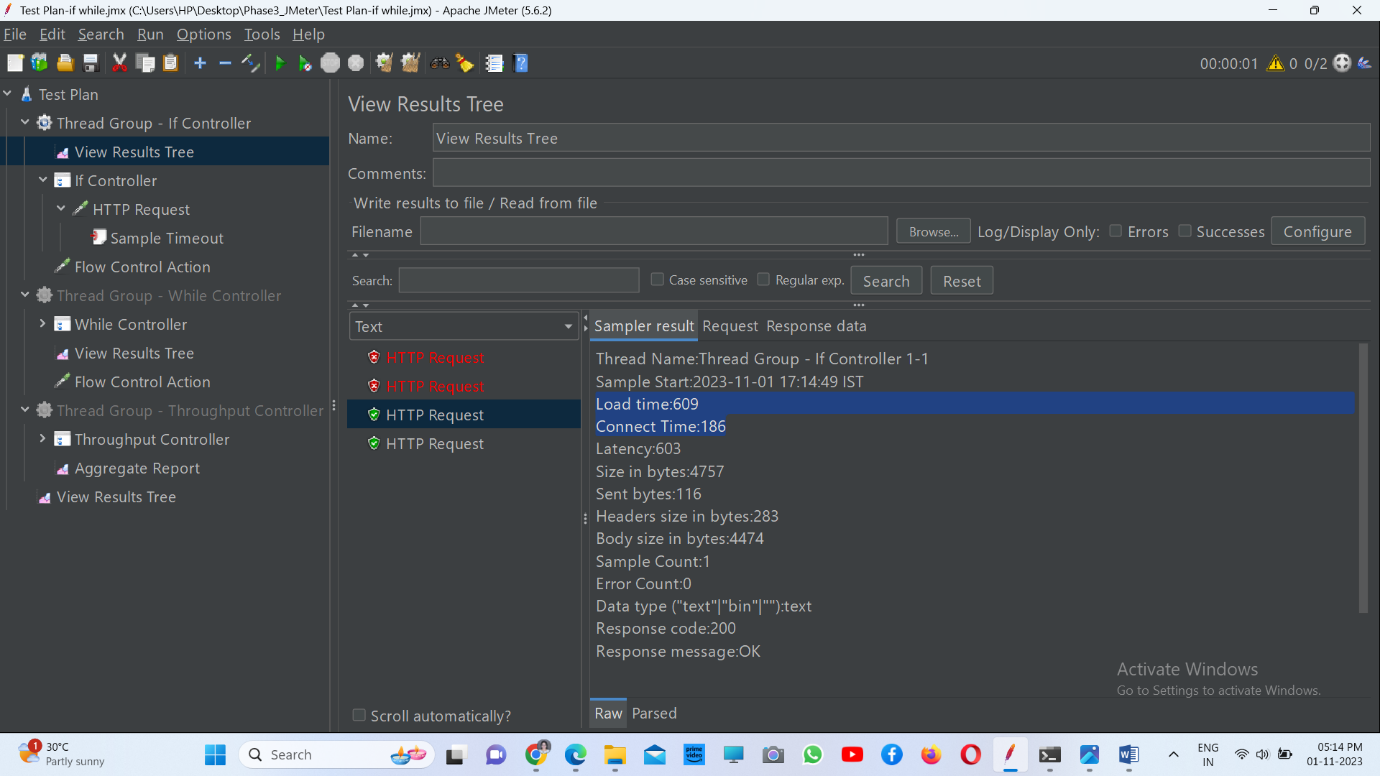 Test Plan-if while.jmx (C:\Users\HP\Desktop\Phase3_JMeter\Test Plan-if while.jmx) - Apache JMeter (5.6.2)
File Edit Search Run Options Tools Help
00:00:01 0 0/2
Test Plan
Thread Group - If Controller
View Results Tree
If Controller
HTTP Request
Sample Timeout
Flow Control Action
Thread Group - While Controller
While Controller
View Results Tree
Flow Control Action
Thread Group - Throughput Controller
Throughput Controller
Aggregate Report
View Results Tree
View Results Tree
Name: View Results Tree
Comments:
Write results to file / Read from file
Filename Browse... Log/Display Only: Errors Successes Configure
Search: Case sensitive Regular exp. Search Reset
Text
HTTP Request
HTTP Request
HTTP Request
HTTP Request
Scroll automatically?
Sampler result Request Response data
Thread Name:Thread Group - If Controller 1-1
Sample Start:2023-11-01 17:14:49 IST
Load time:609
Connect Time:186
Latency:603
Size in bytes:4757
Sent bytes:116
Headers size in bytes:283
Body size in bytes:4474
Sample Count:1
Error Count:0
Data type ("text"|"bin"|""):text
Response code:200
Response message:OK
Activate Windows
Go to Settings to activate Windows.
Raw Parsed
1
30°C
Partly sunny
Search
prime video
ENG
IN
05:14 PM
01-11-2023